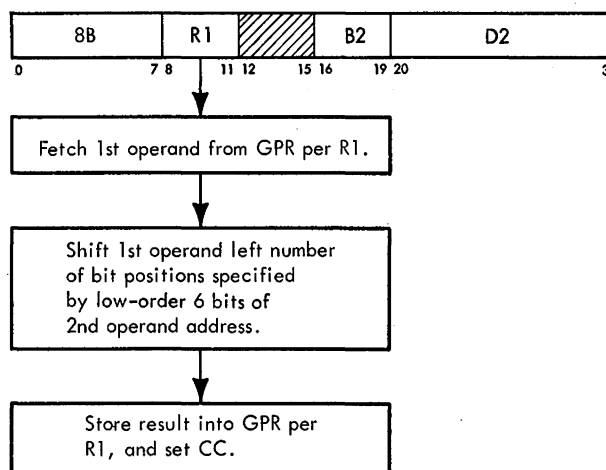 8B R1 B2 D2
0 7 8 11 12 15 16 19 20 3
Fetch 1st operand from GPR per R1.
Shift 1st operand left number
of bit positions specified
by low-order 6 bits of
2nd operand address.
Store result into GPR per
R1, and set CC.